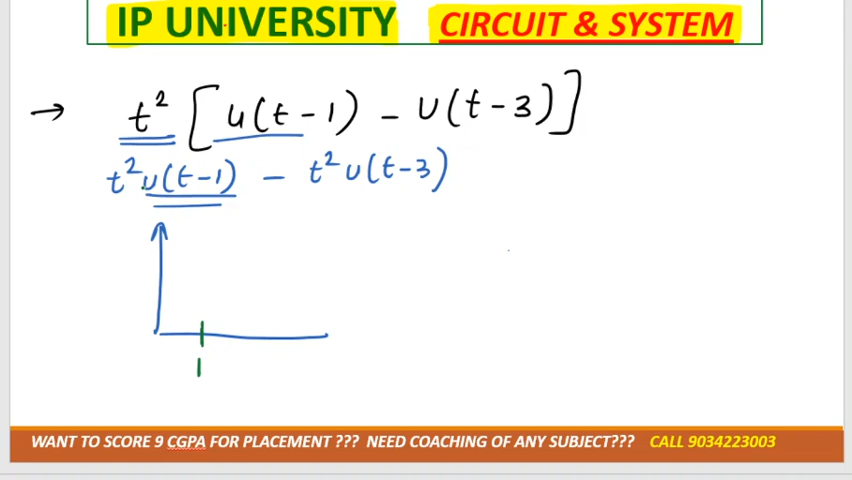 IP UNIVERSITY CIRCUIT & SYSTEM
→ t² [u(t-1) - u(t-3)]
t²u(t-1) - t²u(t-3)
1
WANT TO SCORE 9 CGPA FOR PLACEMENT ??? NEED COACHING OF ANY SUBJECT??? CALL 9034223003